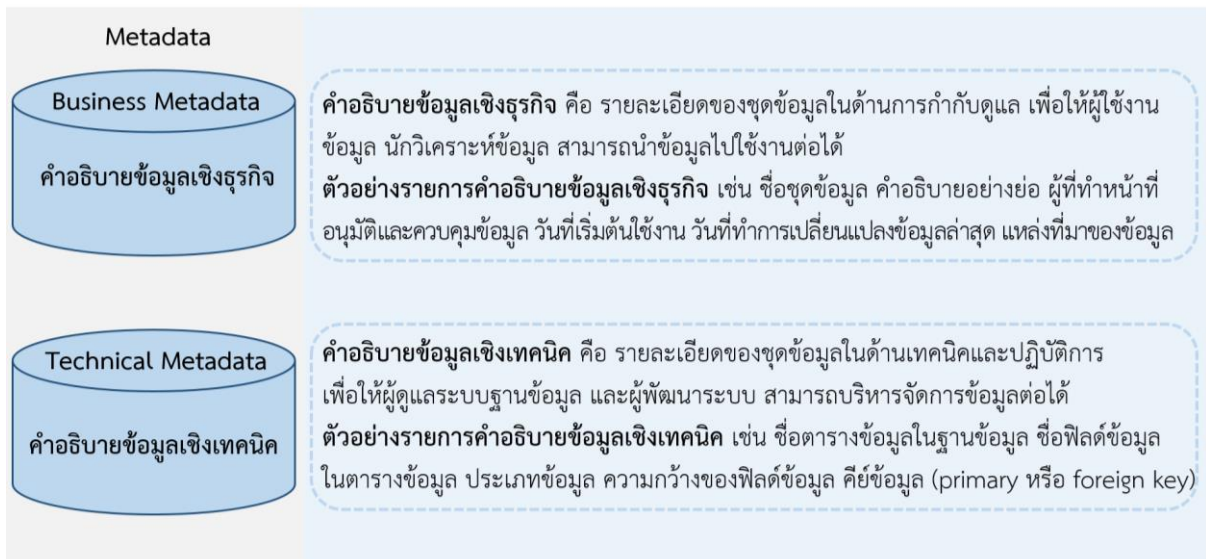 Metadata
Business Metadata
คำอธิบายข้อมูลเชิงธุรกิจ
คำอธิบายข้อมูลเชิงธุรกิจ คือ รายละเอียดของชุดข้อมูลในด้านการกำกับดูแล เพื่อให้ผู้ใช้งาน
ข้อมูล นักวิเคราะห์ข้อมูล สามารถนำข้อมูลไปใช้งานต่อได้
ตัวอย่างรายการคำอธิบายข้อมูลเชิงธุรกิจ เช่น ชื่อชุดข้อมูล คำอธิบายอย่างย่อ ผู้ที่ทำหน้าที่
อนุมัติและควบคุมข้อมูล วันที่เริ่มต้นใช้งาน วันที่ทำการเปลี่ยนแปลงข้อมูลล่าสุด แหล่งที่มาของข้อมูล
Technical Metadata
คำอธิบายข้อมูลเชิงเทคนิค
คำอธิบายข้อมูลเชิงเทคนิค คือ รายละเอียดของชุดข้อมูลในด้านเทคนิคและปฏิบัติการ
เพื่อให้ผู้ดูแลระบบฐานข้อมูล และผู้พัฒนาระบบ สามารถบริหารจัดการข้อมูลต่อได้
ตัวอย่างรายการคำอธิบายข้อมูลเชิงเทคนิค เช่น ชื่อตารางข้อมูลในฐานข้อมูล ชื่อฟิลด์ข้อมูล
ในตารางข้อมูล ประเภทข้อมูล ความกว้างของฟิลด์ข้อมูล คีย์ข้อมูล (primary หรือ foreign key)